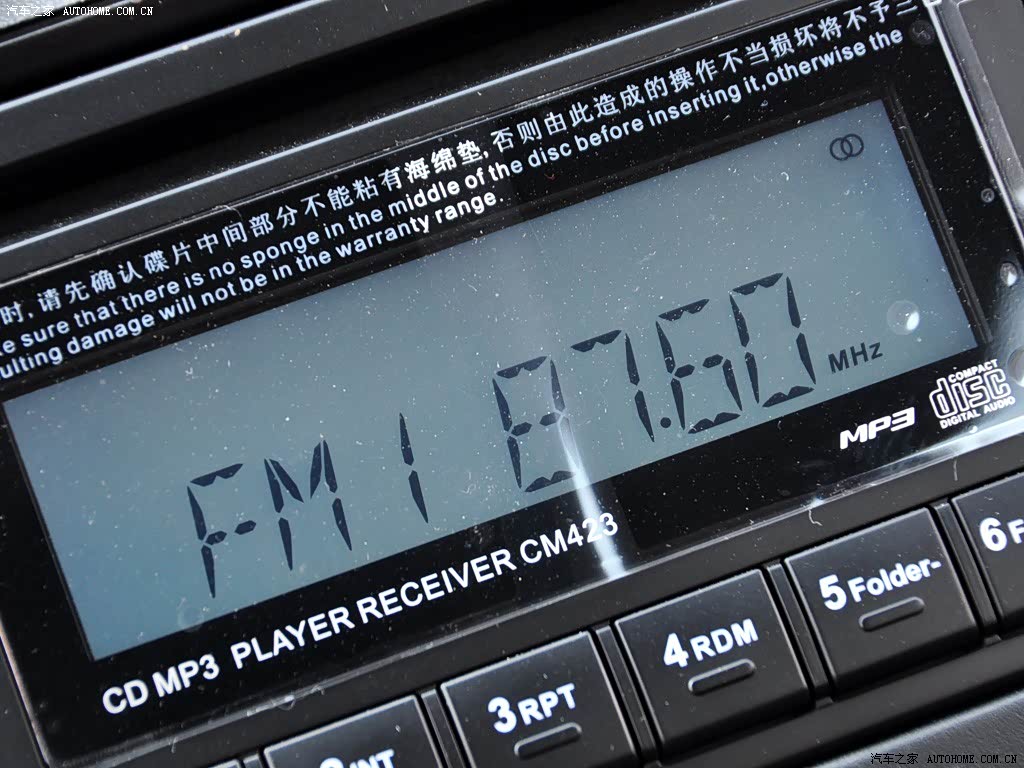 汽车之家 AUTOHOME.COM.CN
时,请先确认碟片中间部分不能粘有海绵垫,否则由此造成的操作不当损坏将不予三
sure that there is no sponge in the middle of the disc before inserting it,otherwise the
ulting damage will not be in the warranty range.
FM1 87.60 MHz
MP3
COMPACT
disc
DIGITAL AUDIO
CD MP3 PLAYER RECEIVER CM423
INT
3 RPT
4 RDM
5 Folder-
6 F
汽车之家 AUTOHOME.COM.CN